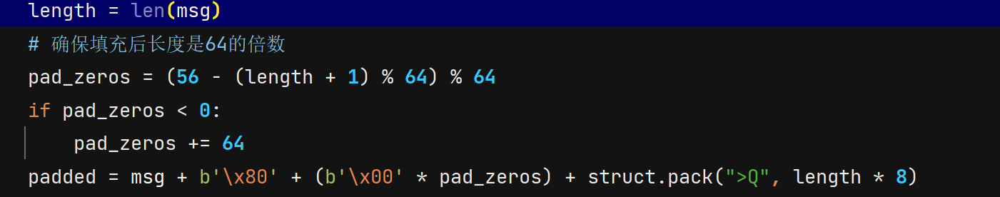 length = len(msg)
# 确保填充后长度是64的倍数
pad_zeros = (56 - (length + 1) % 64) % 64
if pad_zeros < 0:
    pad_zeros += 64
padded = msg + b'\x80' + (b'\x00' * pad_zeros) + struct.pack(">Q", length * 8)